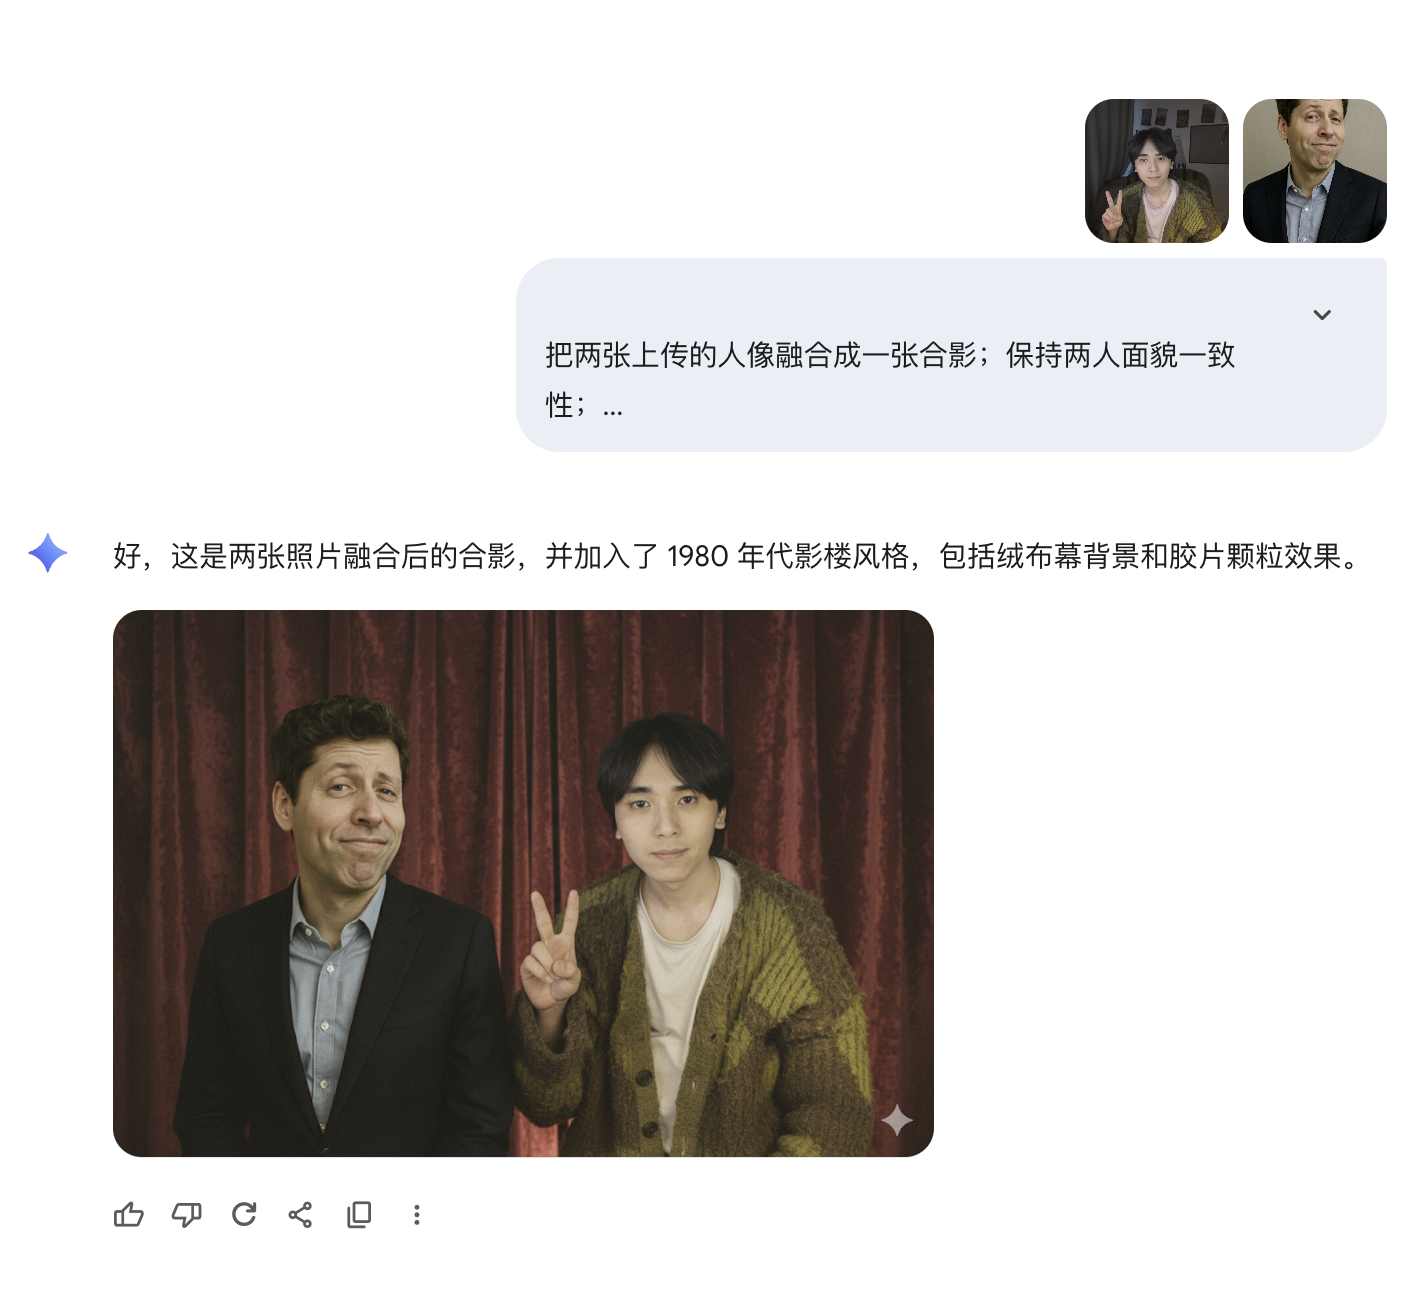 把两张上传的人像融合成一张合影；保持两人面貌一致
性；...
好，这是两张照片融合后的合影，并加入了 1980 年代影楼风格，包括绒布幕背景和胶片颗粒效果。